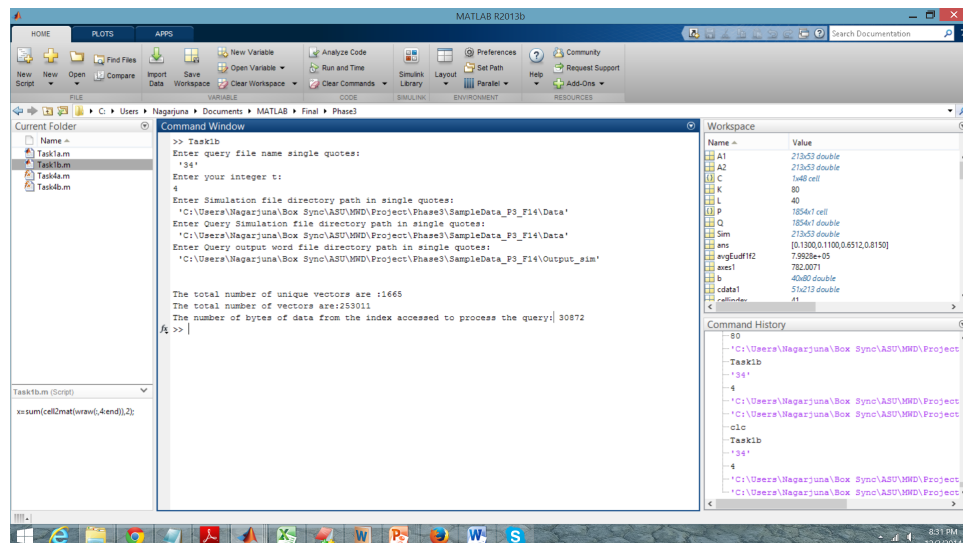 MATLAB R2013b
HOME PLOTS APPS
Search Documentation
New Script
New
Open
Find Files
Compare
Import Data
Save Workspace
New Variable
Open Variable
Clear Workspace
Analyze Code
Run and Time
Clear Commands
Simulink Library
Layout
Preferences
Set Path
Parallel
Help
Community
Request Support
Add-Ons
FILE VARIABLE CODE SIMULINK ENVIRONMENT RESOURCES
C: Users Nagarjuna Documents MATLAB Final Phase3
Current Folder
Name
Task1a.m
Task1b.m
Task4a.m
Task4b.m
Task1b.m (Script)
x=sum(cell2mat(wraw(:,4:end)),2);
Command Window
>> Task1b
Enter query file name single quotes:
'34'
Enter your integer t:
4
Enter Simulation file directory path in single quotes:
'C:\Users\Nagarjuna\Box Sync\ASU\MWD\Project\Phase3\SampleData_P3_F14\Data'
Enter Query Simulation file directory path in single quotes:
'C:\Users\Nagarjuna\Box Sync\ASU\MWD\Project\Phase3\SampleData_P3_F14\Data'
Enter Query output word file directory path in single quotes:
'C:\Users\Nagarjuna\Box Sync\ASU\MWD\Project\Phase3\SampleData_P3_F14\Output_sim'
The total number of unique vectors are :1665
The total number of vectors are:253011
The number of bytes of data from the index accessed to process the query: 30872
fx >>
Workspace
Name Value
A1 213x53 double
A2 213x53 double
C 1x48 cell
K 80
L 40
P 1854x1 cell
Q 1854x1 double
Sim 213x53 double
ans [0.1300,0.1100,0.6512,0.8150]
avgEudf1f2 7.9928e+05
axes1 782.0071
b 40x80 double
cdata1 51x213 double
cellindex 41
Command History
80
'C:\Users\Nagarjuna\Box Sync\ASU\MWD\Project
Task1b
'34'
4
'C:\Users\Nagarjuna\Box Sync\ASU\MWD\Project
'C:\Users\Nagarjuna\Box Sync\ASU\MWD\Project
clc
Task1b
'34'
4
'C:\Users\Nagarjuna\Box Sync\ASU\MWD\Project
'C:\Users\Nagarjuna\Box Sync\ASU\MWD\Project
8:31 PM